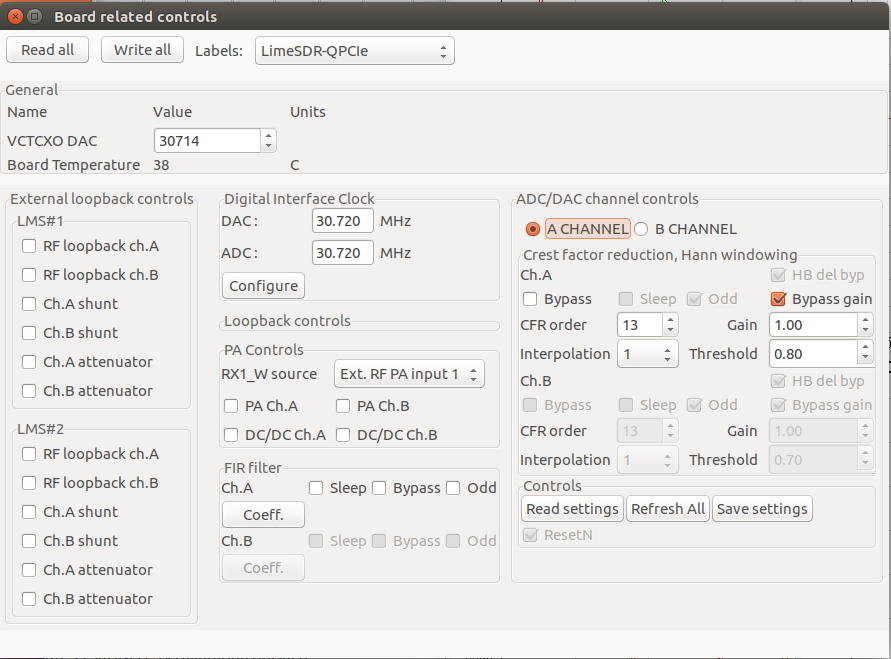 Board related controls
Read all Write all Labels: LimeSDR-QPCIe
General
Name Value Units
VCTCXO DAC 30714
Board Temperature 38 C
External loopback controls
LMS#1
RF loopback ch.A
RF loopback ch.B
Ch.A shunt
Ch.B shunt
Ch.A attenuator
Ch.B attenuator
LMS#2
RF loopback ch.A
RF loopback ch.B
Ch.A shunt
Ch.B shunt
Ch.A attenuator
Ch.B attenuator
Digital Interface Clock
DAC: 30.720 MHz
ADC: 30.720 MHz
Configure
Loopback controls
PA Controls
RX1_W source Ext. RF PA input 1
PA Ch.A PA Ch.B
DC/DC Ch.A DC/DC Ch.B
FIR filter
Ch.A Sleep Bypass Odd
Coeff.
Ch.B Sleep Bypass Odd
Coeff.
ADC/DAC channel controls
A CHANNEL B CHANNEL
Crest factor reduction, Hann windowing
Ch.A HB del byp
Bypass Sleep Odd Bypass gain
CFR order 13 Gain 1.00
Interpolation 1 Threshold 0.80
Ch.B HB del byp
Bypass Sleep Odd Bypass gain
CFR order 13 Gain 1.00
Interpolation 1 Threshold 0.70
Controls
Read settings Refresh All Save settings
ResetN